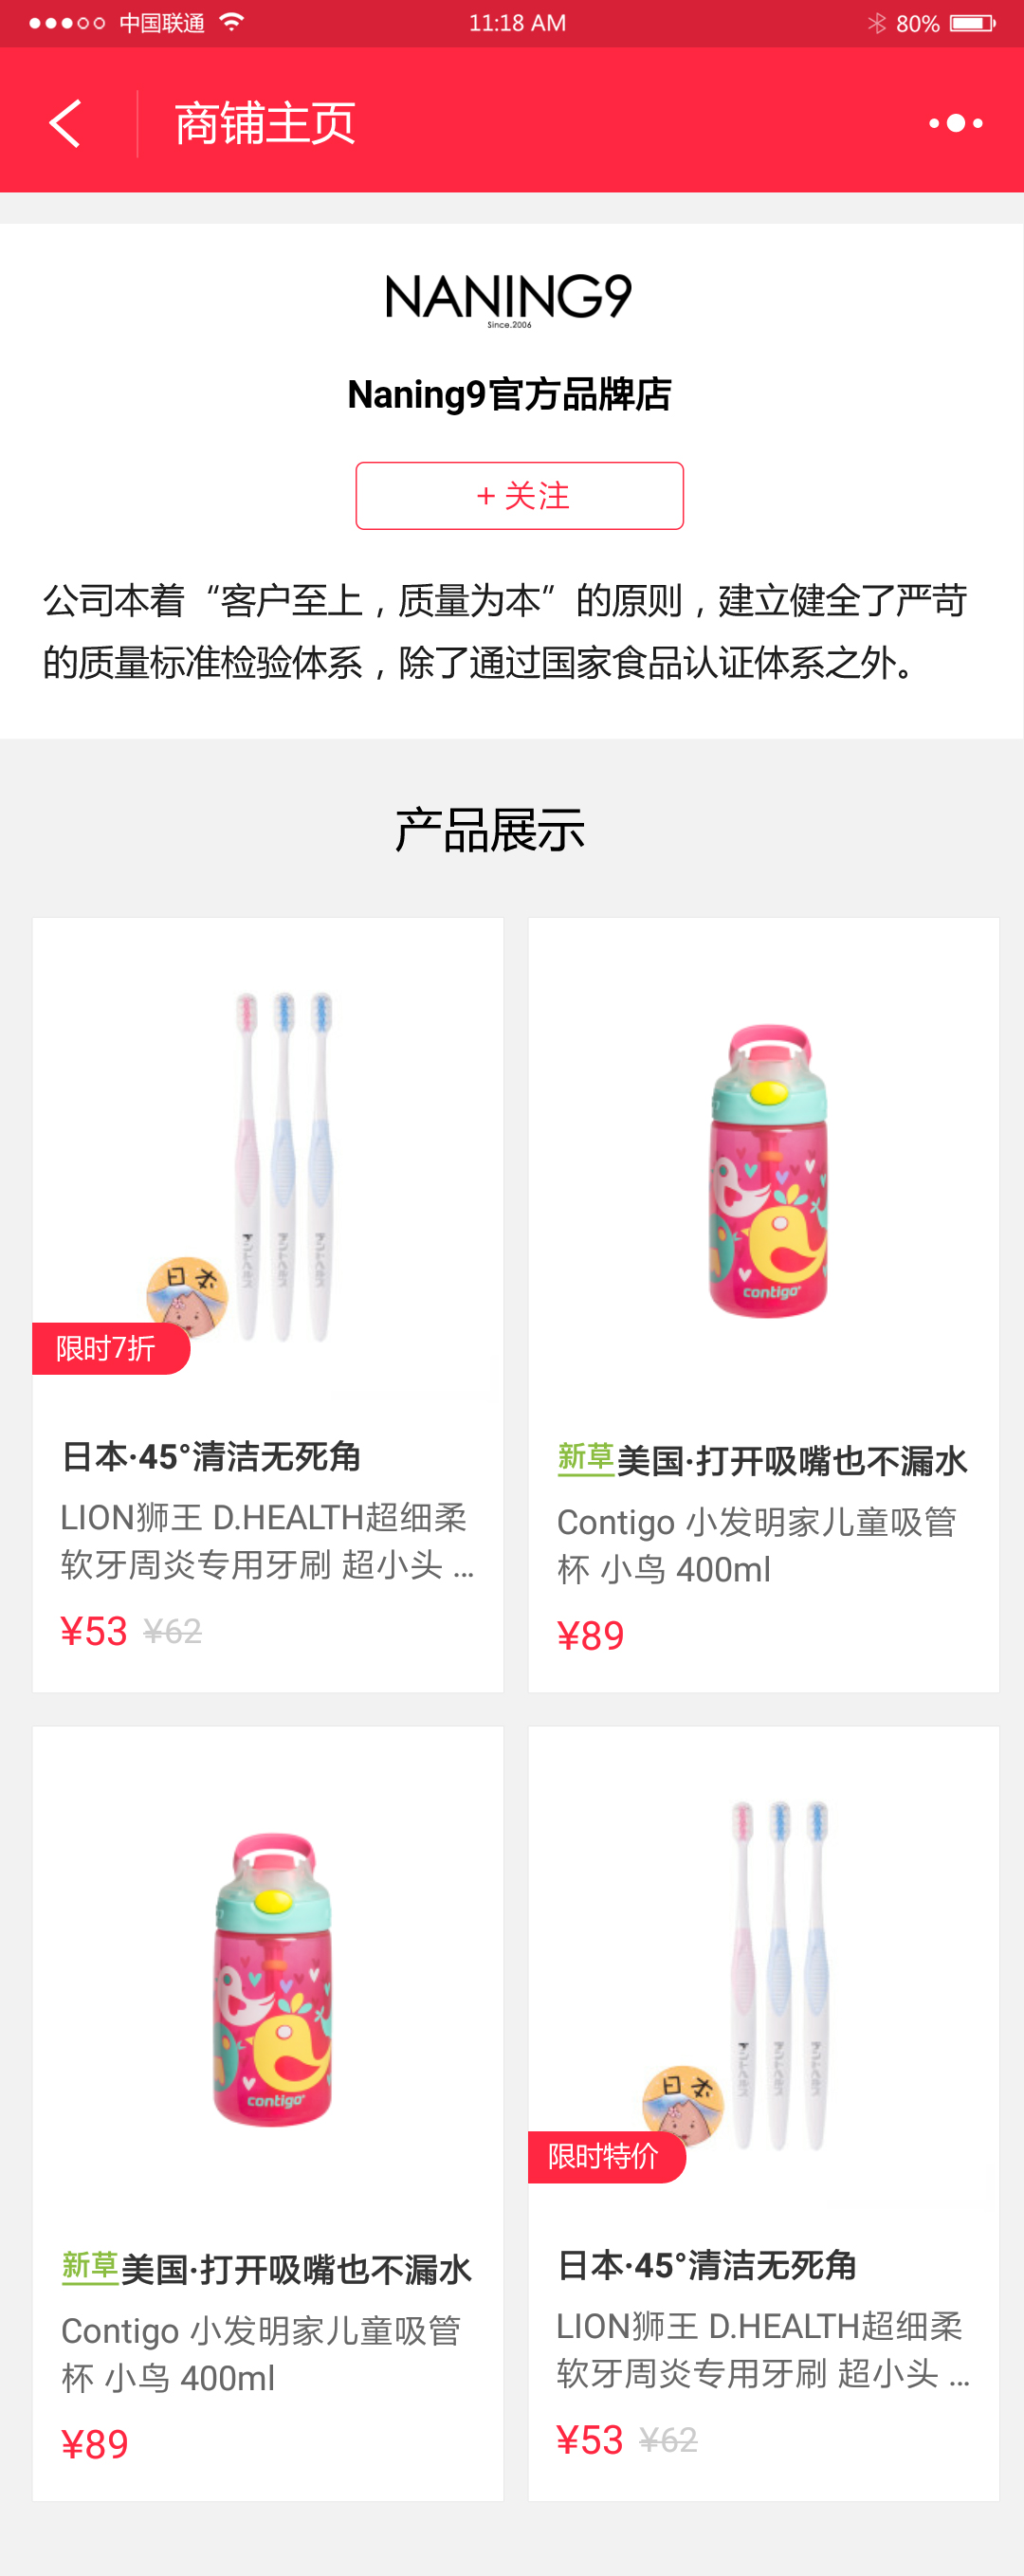 中国联通
11:18 AM
80%
商铺主页
NANING9
Since.2006
Naning9官方品牌店
+ 关注
公司本着“客户至上，质量为本”的原则，建立健全了严苛
的质量标准检验体系，除了通过国家食品认证体系之外。
产品展示
日本
限时7折
日本·45°清洁无死角
LION狮王 D.HEALTH超细柔
软牙周炎专用牙刷 超小头 ...
¥53 ¥62
contigo
新草美国·打开吸嘴也不漏水
Contigo 小发明家儿童吸管
杯 小鸟 400ml
¥89
contigo
新草美国·打开吸嘴也不漏水
Contigo 小发明家儿童吸管
杯 小鸟 400ml
¥89
日本
限时特价
日本·45°清洁无死角
LION狮王 D.HEALTH超细柔
软牙周炎专用牙刷 超小头 ...
¥53 ¥62